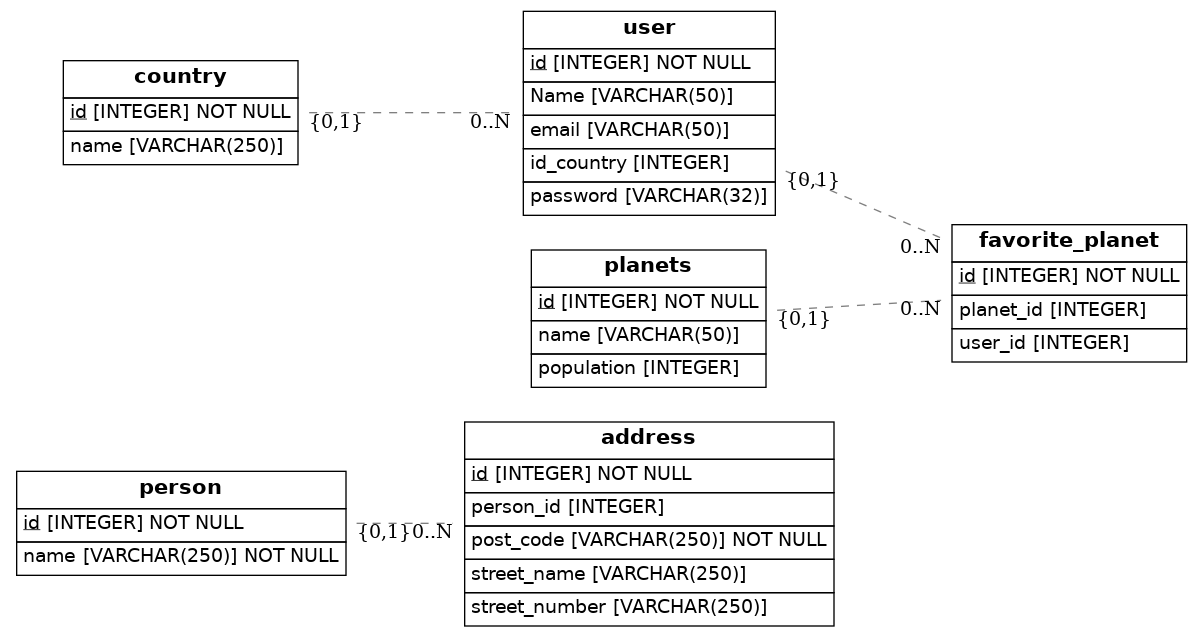 country
id [INTEGER] NOT NULL
name [VARCHAR(250)]
{0,1}
0..N
user
id [INTEGER] NOT NULL
Name [VARCHAR(50)]
email [VARCHAR(50)]
id_country [INTEGER]
password [VARCHAR(32)]
{0,1}
0..N
planets
id [INTEGER] NOT NULL
name [VARCHAR(50)]
population [INTEGER]
{0,1}
0..N
favorite_planet
id [INTEGER] NOT NULL
planet_id [INTEGER]
user_id [INTEGER]
person
id [INTEGER] NOT NULL
name [VARCHAR(250)] NOT NULL
{0,1}
0..N
address
id [INTEGER] NOT NULL
person_id [INTEGER]
post_code [VARCHAR(250)] NOT NULL
street_name [VARCHAR(250)]
street_number [VARCHAR(250)]